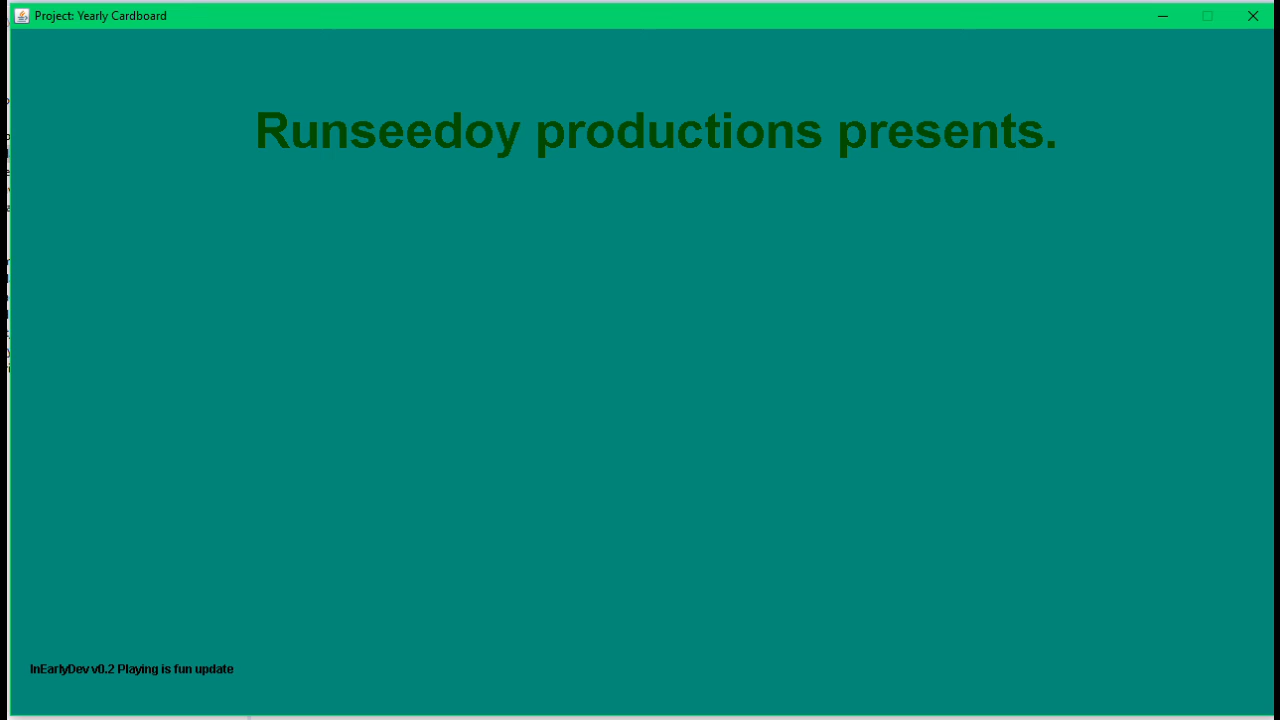 Project: Yearly Cardboard
Runseedoy productions presents.
InEarlyDev v0.2 Playing is fun update